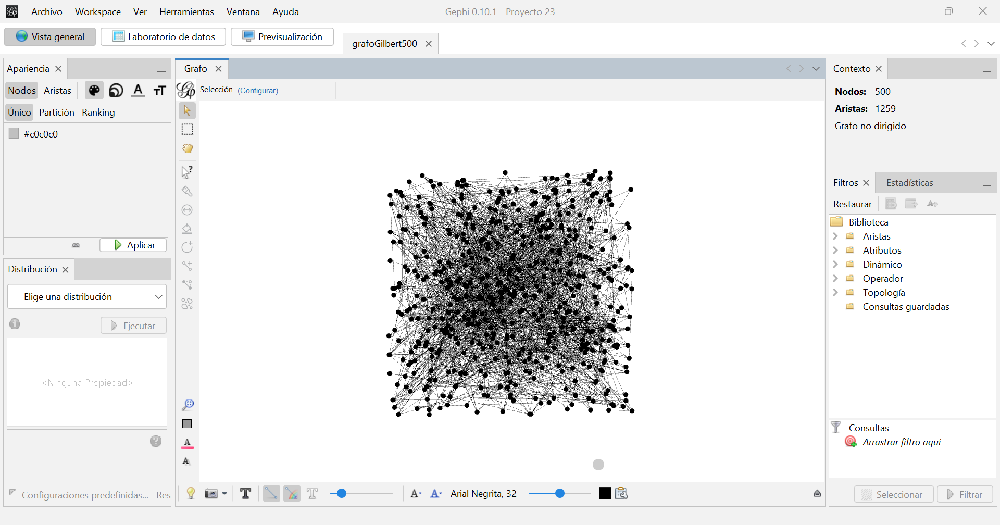 Archivo Workspace Ver Herramientas Ventana Ayuda
Gephi 0.10.1 - Proyecto 23
Vista general Laboratorio de datos Previsualización
grafoGilbert500
Apariencia
Nodos Aristas
Único Partición Ranking
#c0c0c0
Aplicar
Distribución
---Elige una distribución
Ejecutar
<Ninguna Propiedad>
Configuraciones predefinidas... Res
Grafo
Selección (Configurar)
Arial Negrita, 32
Contexto
Nodos: 500
Aristas: 1259
Grafo no dirigido
Filtros Estadísticas
Restaurar
Biblioteca
Aristas
Atributos
Dinámico
Operador
Topología
Consultas guardadas
Consultas
Arrastrar filtro aquí
Seleccionar Filtrar